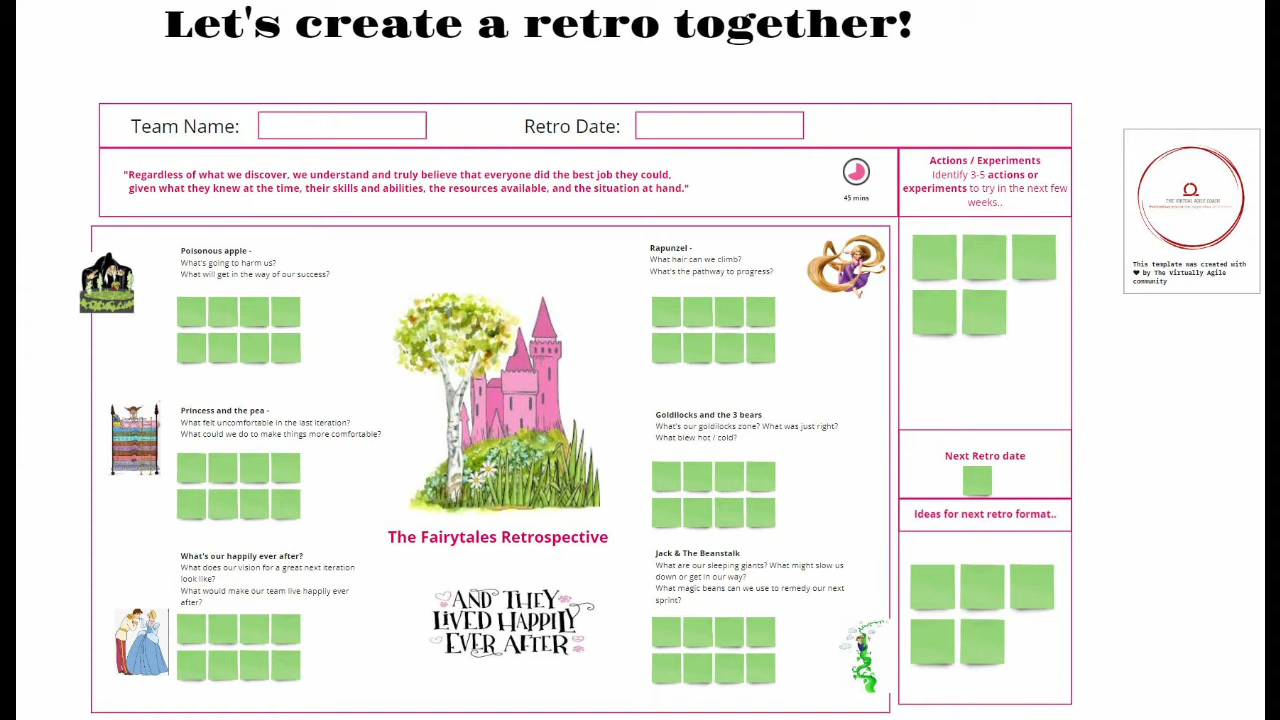 Let's create a retro together!
Team Name:
Retro Date:
"Regardless of what we discover, we understand and truly believe that everyone did the best job they could,
given what they knew at the time, their skills and abilities, the resources available, and the situation at hand."
45 mins
Actions / Experiments
Identify 3-5 actions or
experiments to try in the next few
weeks..
THE VIRTUAL AGILE COACH
This template was created with
♥ by The Virtually Agile
community
Poisonous apple -
What's going to harm us?
What will get in the way of our success?
Rapunzel -
What hair can we climb?
What's the pathway to progress?
Princess and the pea -
What felt uncomfortable in the last iteration?
What could we do to make things more comfortable?
Goldilocks and the 3 bears
What's our goldilocks zone? What was just right?
What blew hot / cold?
The Fairytales Retrospective
What's our happily ever after?
What does our vision for a great next iteration
look like?
What would make our team live happily ever
after?
AND THEY
LIVED HAPPILY
EVER AFTER
Jack & The Beanstalk
What are our sleeping giants? What might slow us
down or get in our way?
What magic beans can we use to remedy our next
sprint?
Next Retro date
Ideas for next retro format..